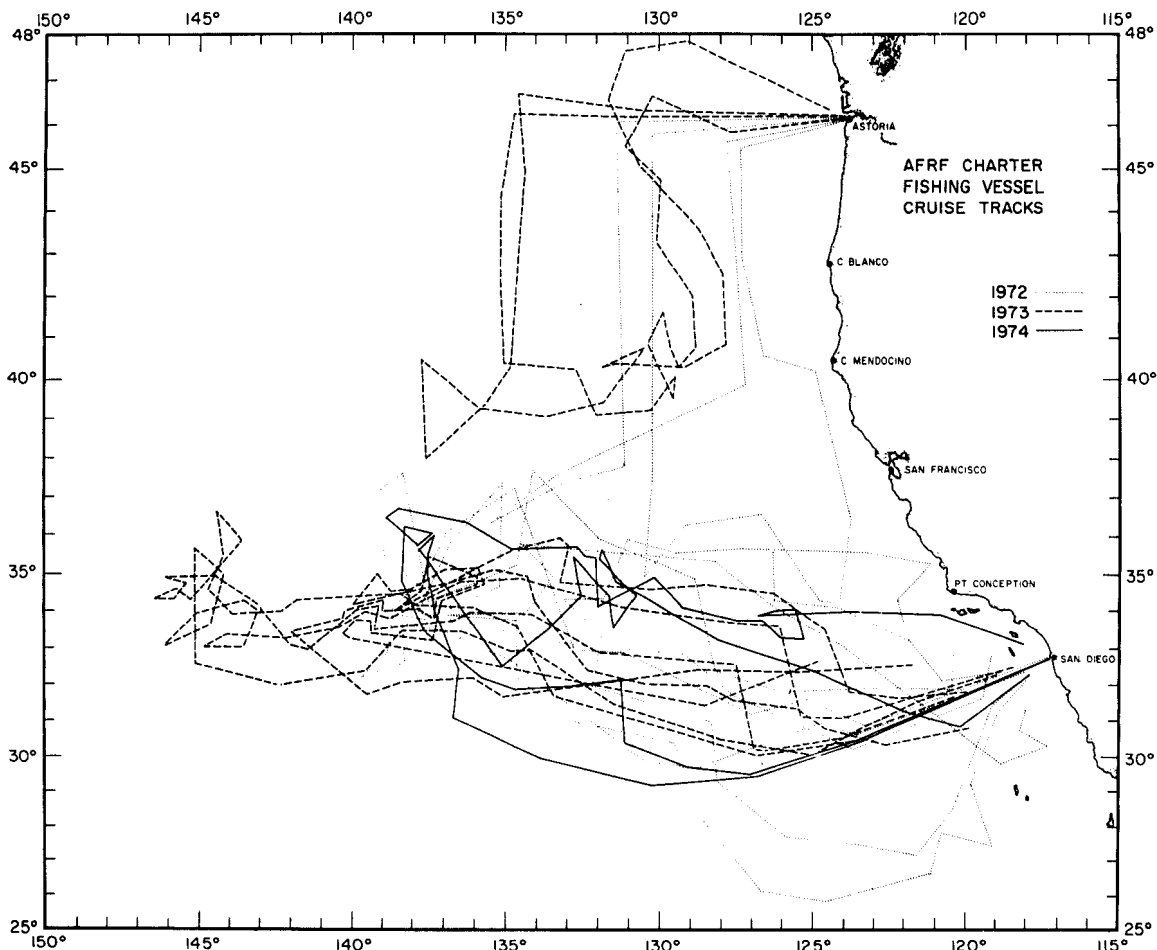 150° 145° 140° 135° 130° 125° 120° 115°
48° 48°
ASTORIA
AFRF CHARTER
FISHING VESSEL
CRUISE TRACKS
45° 45°
C BLANCO
1972
1973
1974
C MENDOCINO
40° 40°
SAN FRANCISCO
35° 35°
PT CONCEPTION
SAN DIEGO
30° 30°
25° 25°
150° 145° 140° 135° 130° 125° 120° 115°